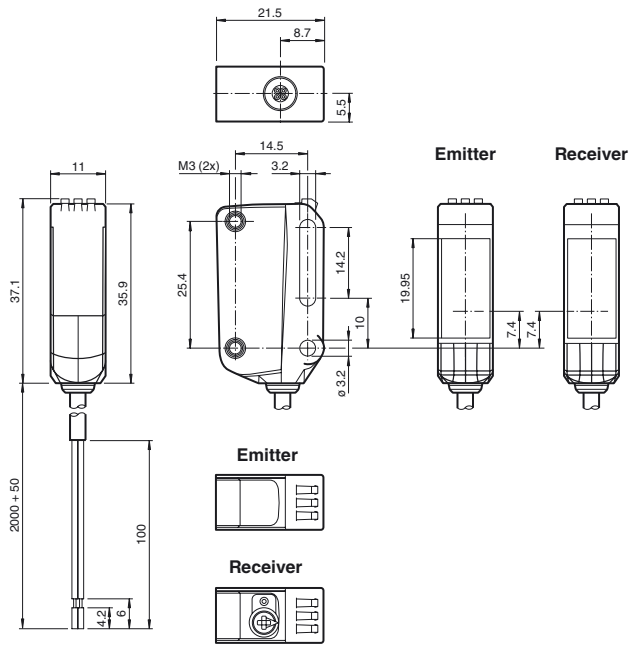 21.5
8.7
5.5
14.5
M3 (2x)
3.2
Emitter
Receiver
11
37.1
35.9
25.4
14.2
10
ø 3.2
19.95
7.4
7.4
2000 + 50
100
4.2
6
Emitter
Receiver